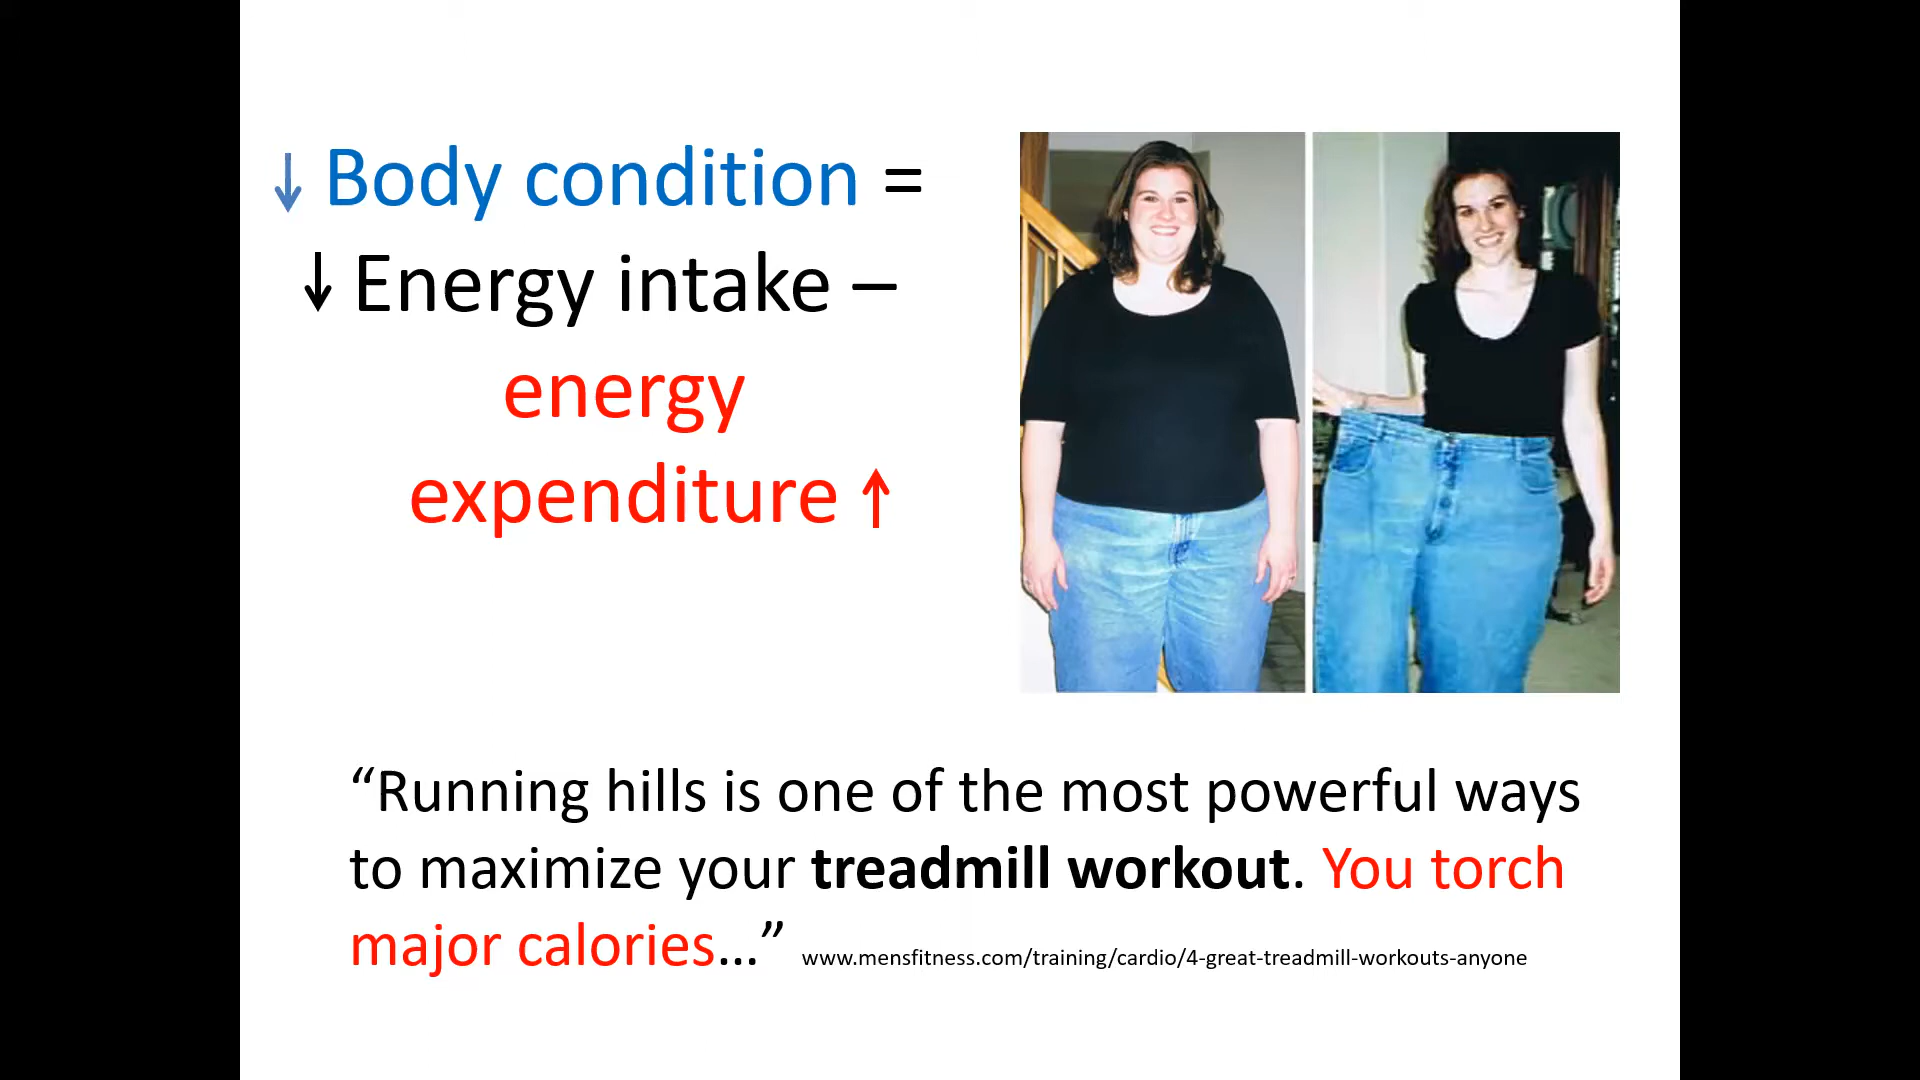 ↓ Body condition =
↓ Energy intake –
energy
expenditure ↑
“Running hills is one of the most powerful ways
to maximize your treadmill workout. You torch
major calories...” www.mensfitness.com/training/cardio/4-great-treadmill-workouts-anyone